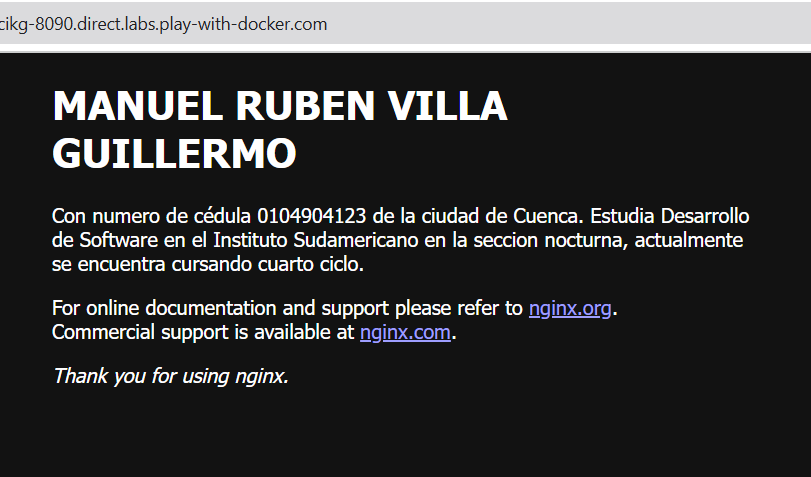 cikg-8090.direct.labs.play-with-docker.com
MANUEL RUBEN VILLA
GUILLERMO
Con numero de cédula 0104904123 de la ciudad de Cuenca. Estudia Desarrollo
de Software en el Instituto Sudamericano en la seccion nocturna, actualmente
se encuentra cursando cuarto ciclo.
For online documentation and support please refer to nginx.org.
Commercial support is available at nginx.com.
Thank you for using nginx.